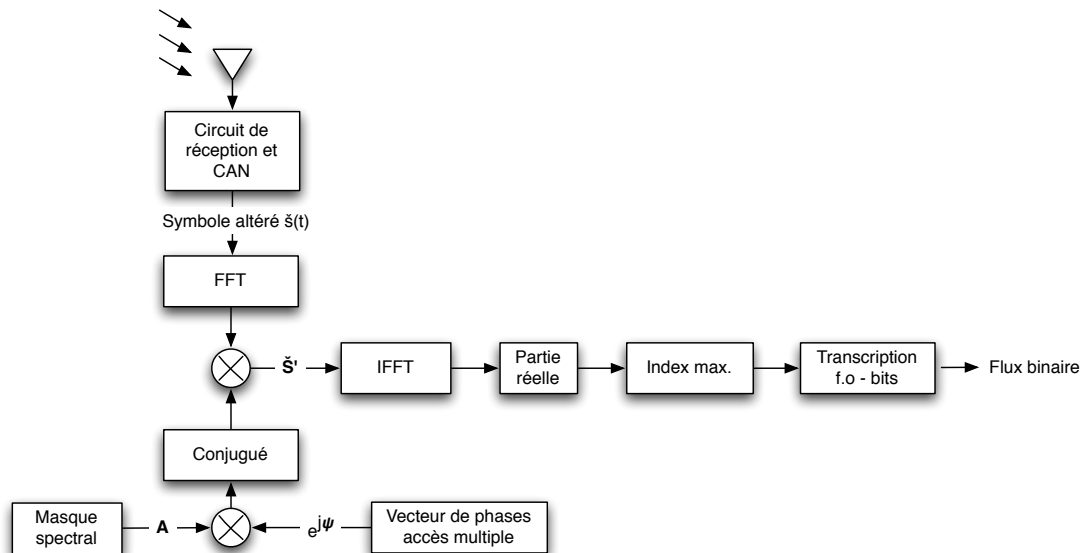 Circuit de
réception et
CAN
Symbole altéré š(t)
FFT
Š'
IFFT
Partie
réelle
Index max.
Transcription
f.o - bits
Flux binaire
Conjugué
Masque
spectral
A
e^jψ
Vecteur de phases
accès multiple